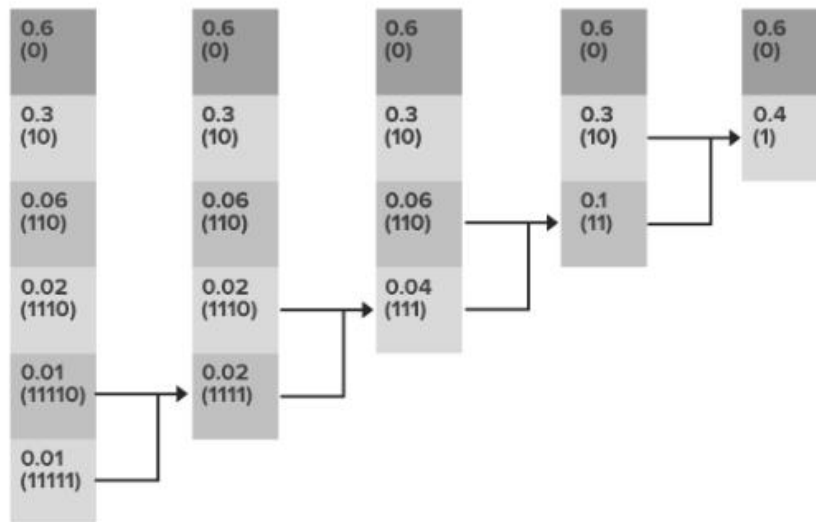 0.6 0.6 0.6 0.6 0.6
(0) (0) (0) (0) (0)
0.3 0.3 0.3 0.3 0.4
(10) (10) (10) (10) (1)
0.06 0.06 0.06 0.1
(110) (110) (110) (11)
0.02 0.02 0.04
(1110) (1110) (111)
0.01 0.02
(11110) (1111)
0.01
(11111)